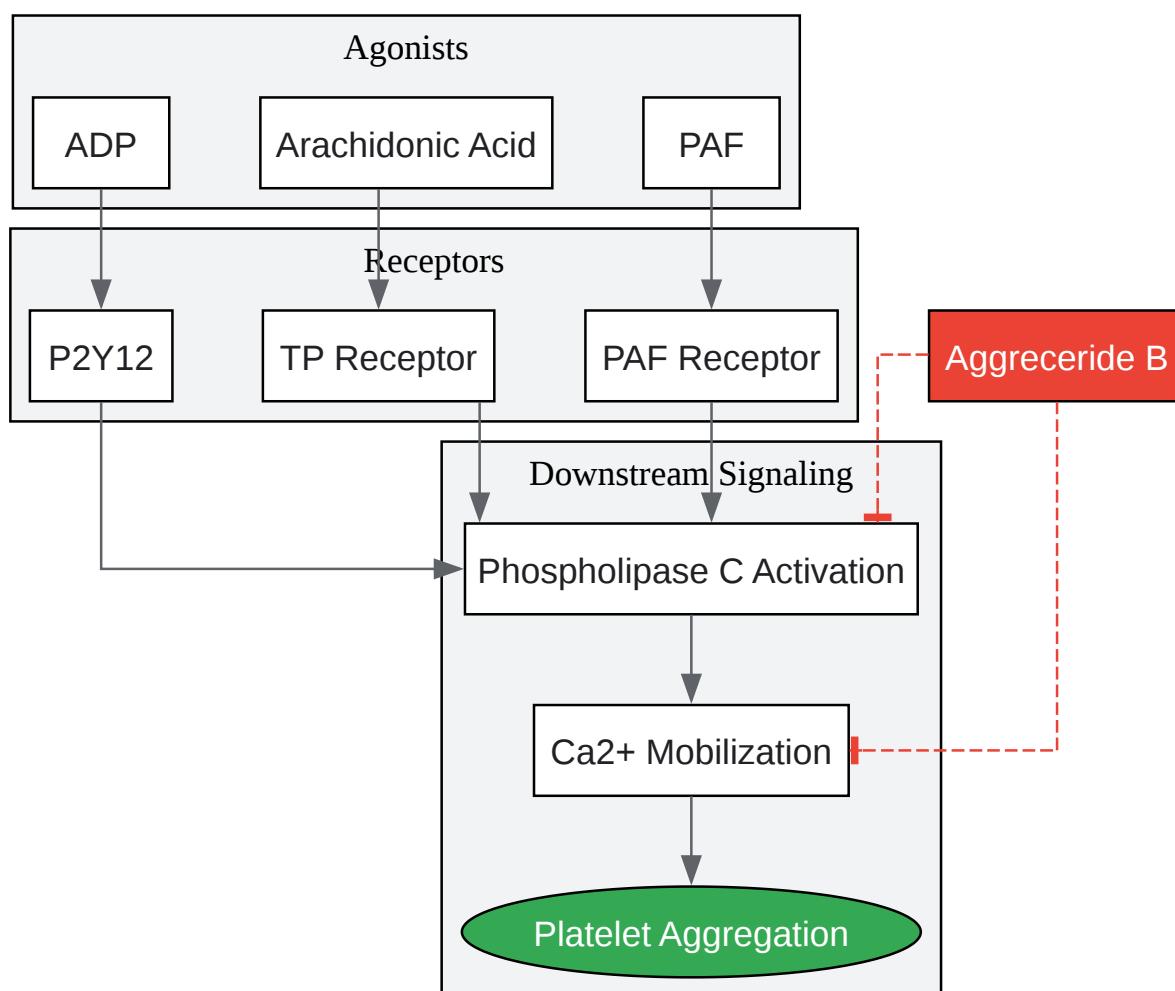 Agonists
ADP
Arachidonic Acid
PAF
Receptors
P2Y12
TP Receptor
PAF Receptor
Aggreceride B
Downstream Signaling
Phospholipase C Activation
Ca2+ Mobilization
Platelet Aggregation